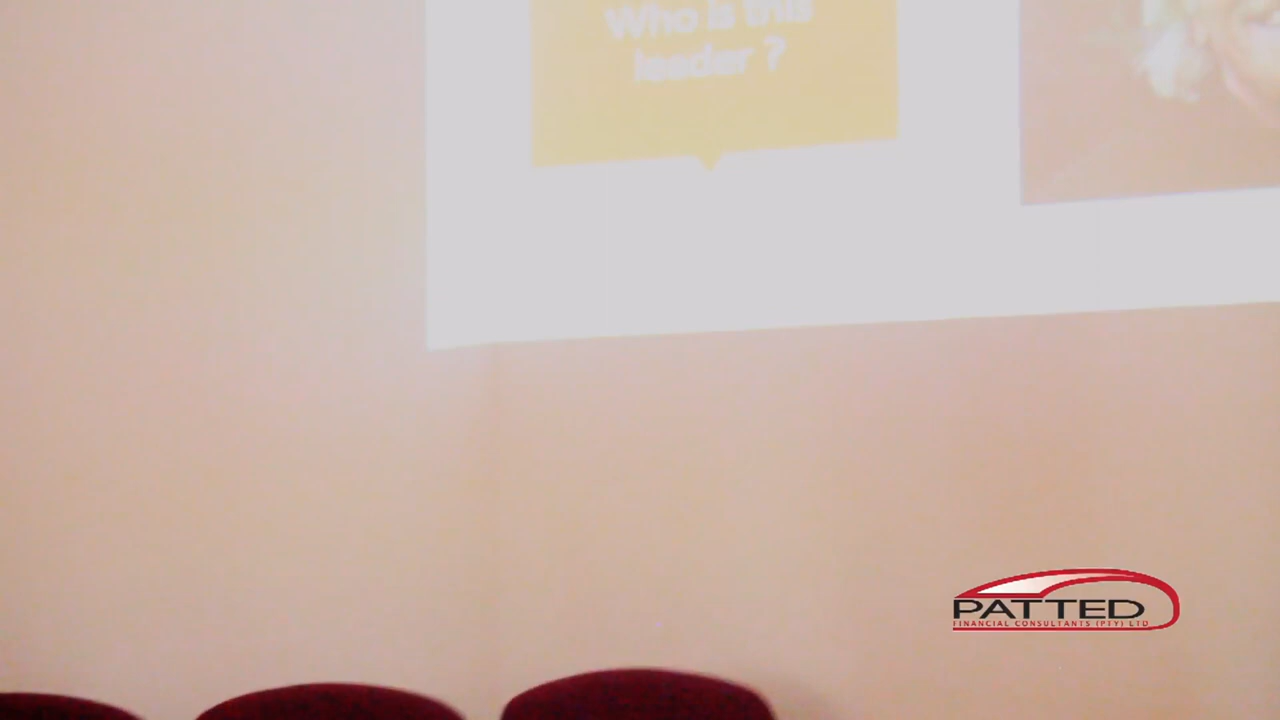 Who is this
leader ?
PATTED
FINANCIAL CONSULTANTS (PTY) LTD